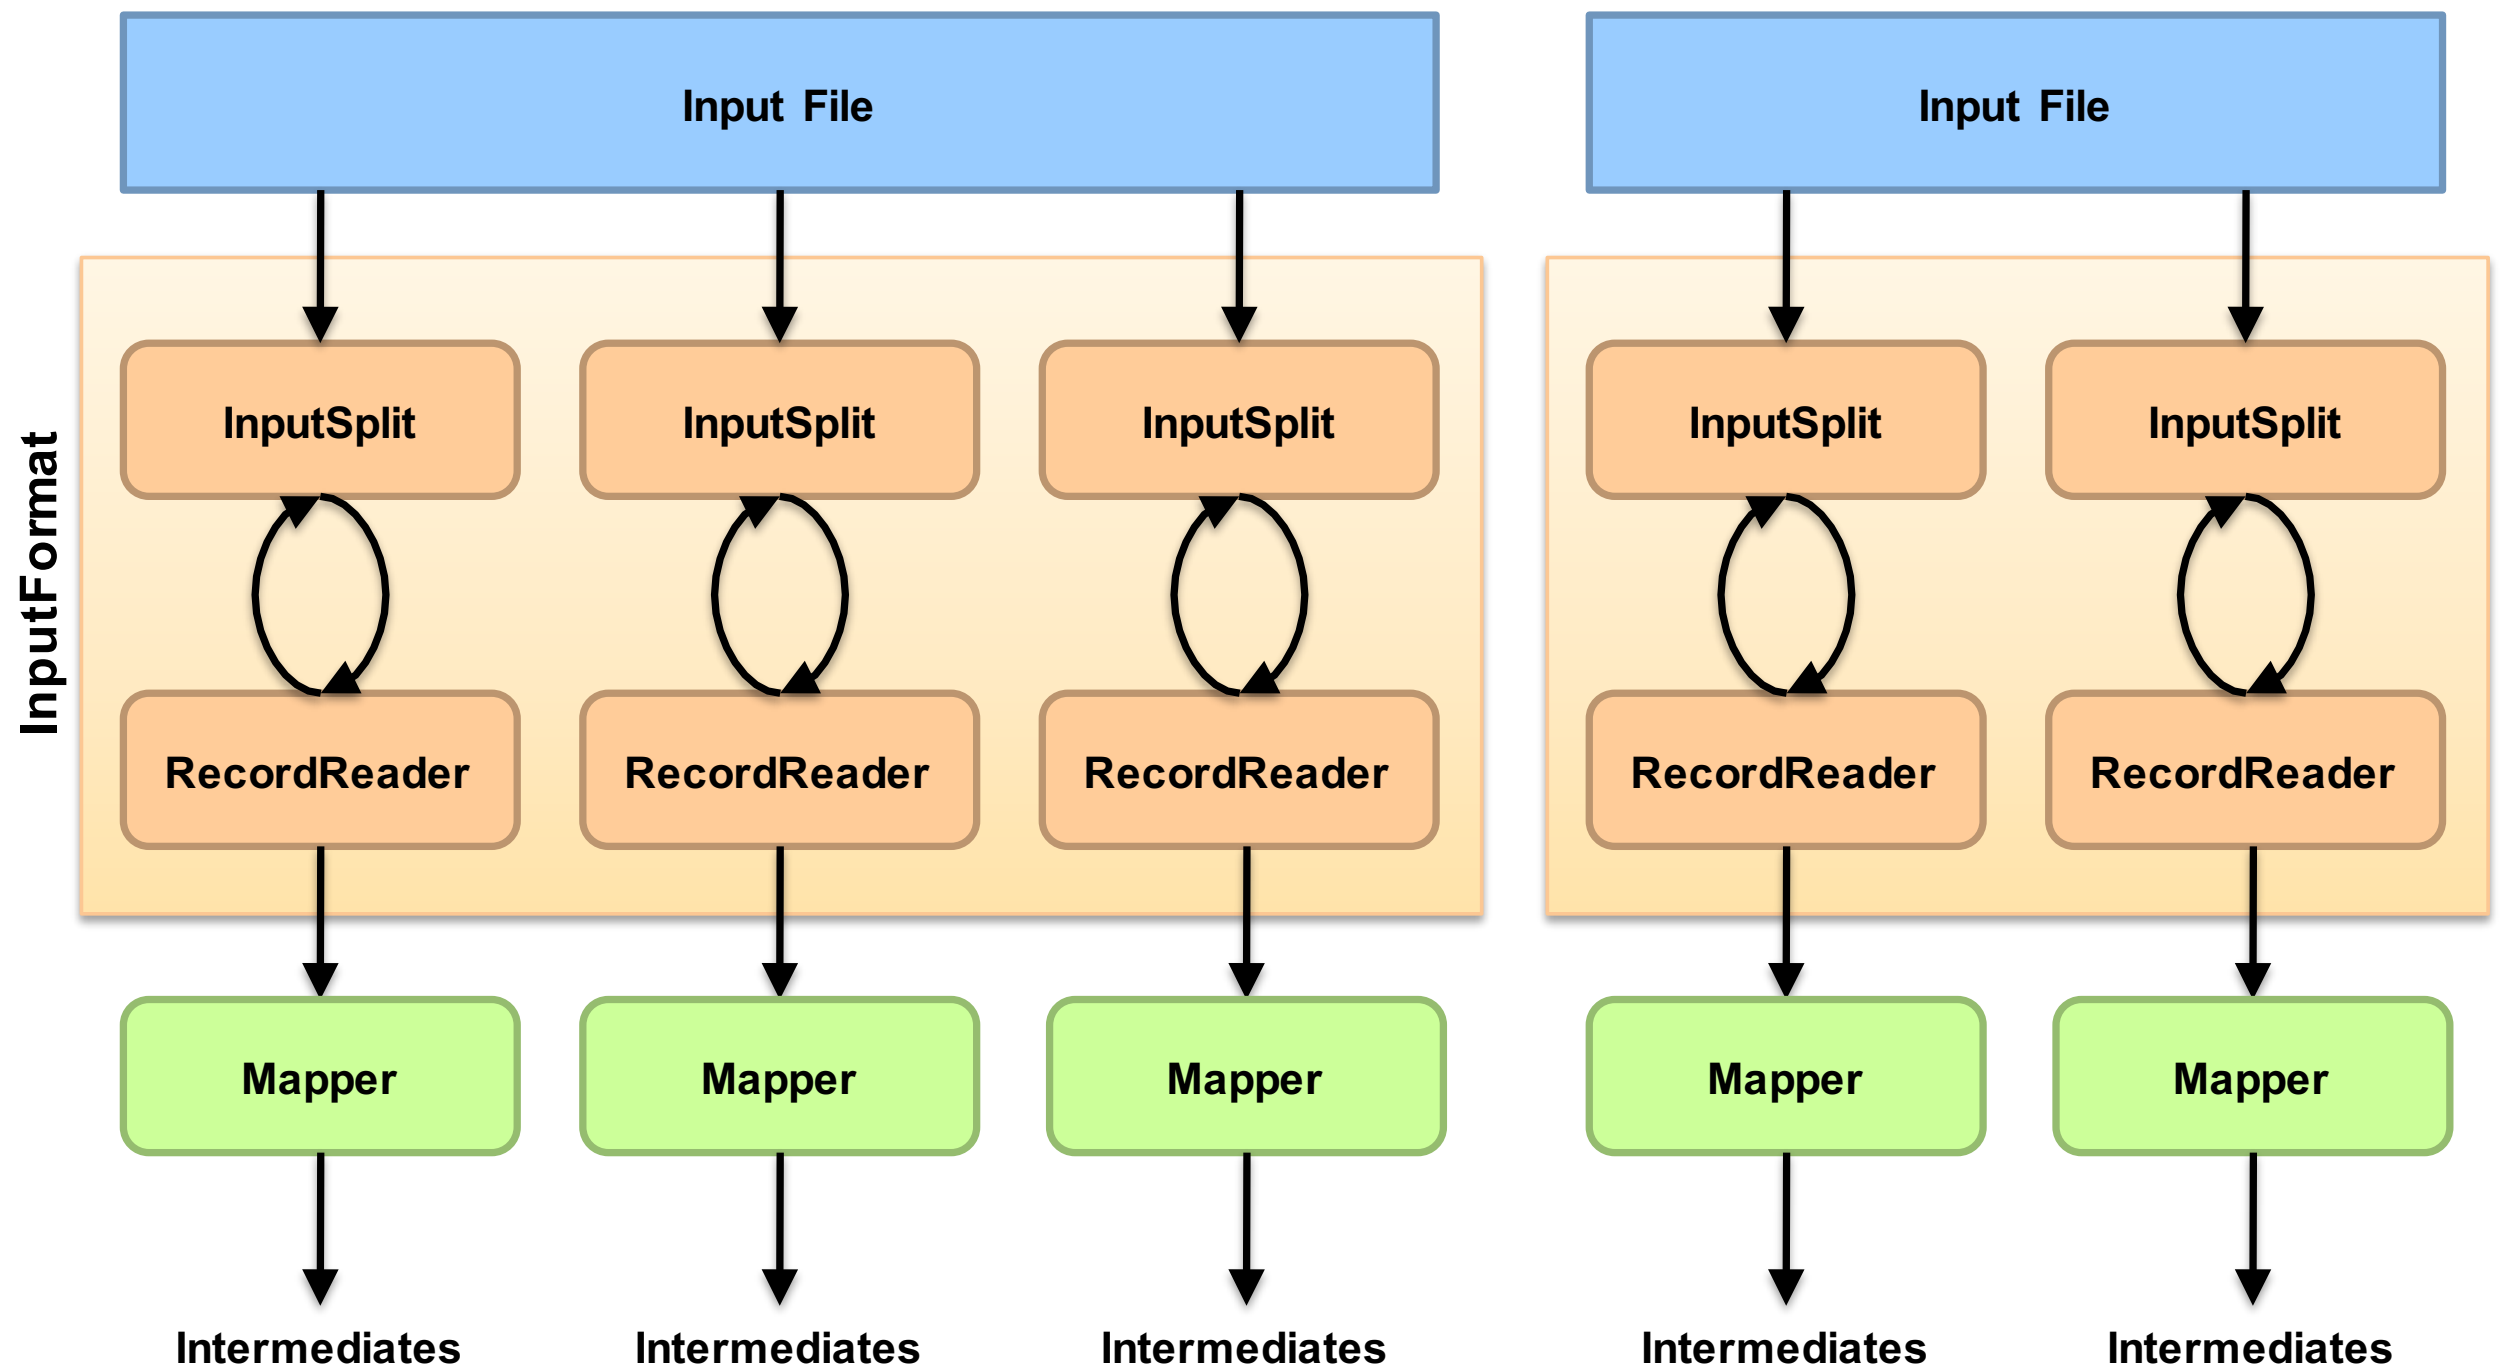 Input File
Input File
InputFormat
InputSplit
InputSplit
InputSplit
InputSplit
InputSplit
RecordReader
RecordReader
RecordReader
RecordReader
RecordReader
Mapper
Mapper
Mapper
Mapper
Mapper
Intermediates
Intermediates
Intermediates
Intermediates
Intermediates